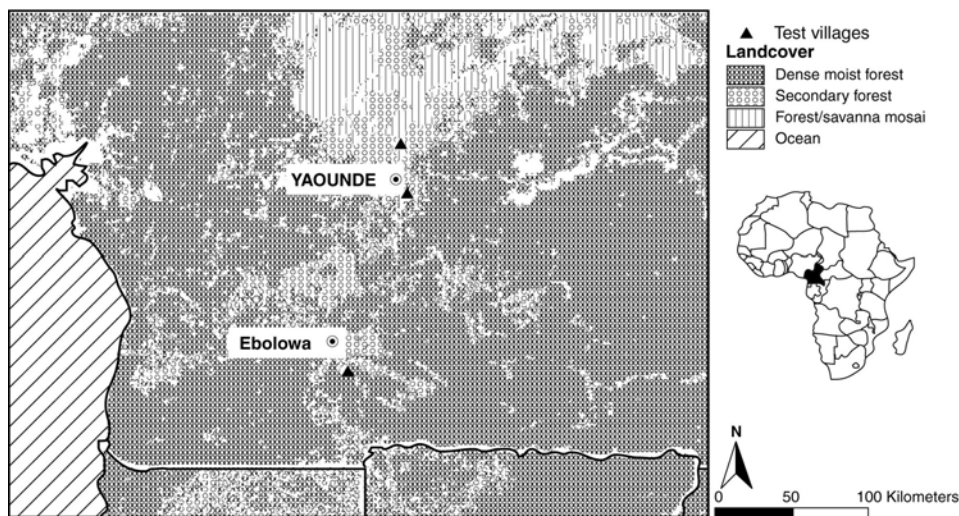 YAOUNDE
Ebolowa
Test villages
Landcover
Dense moist forest
Secondary forest
Forest/savanna mosai
Ocean
N
0 50 100 Kilometers